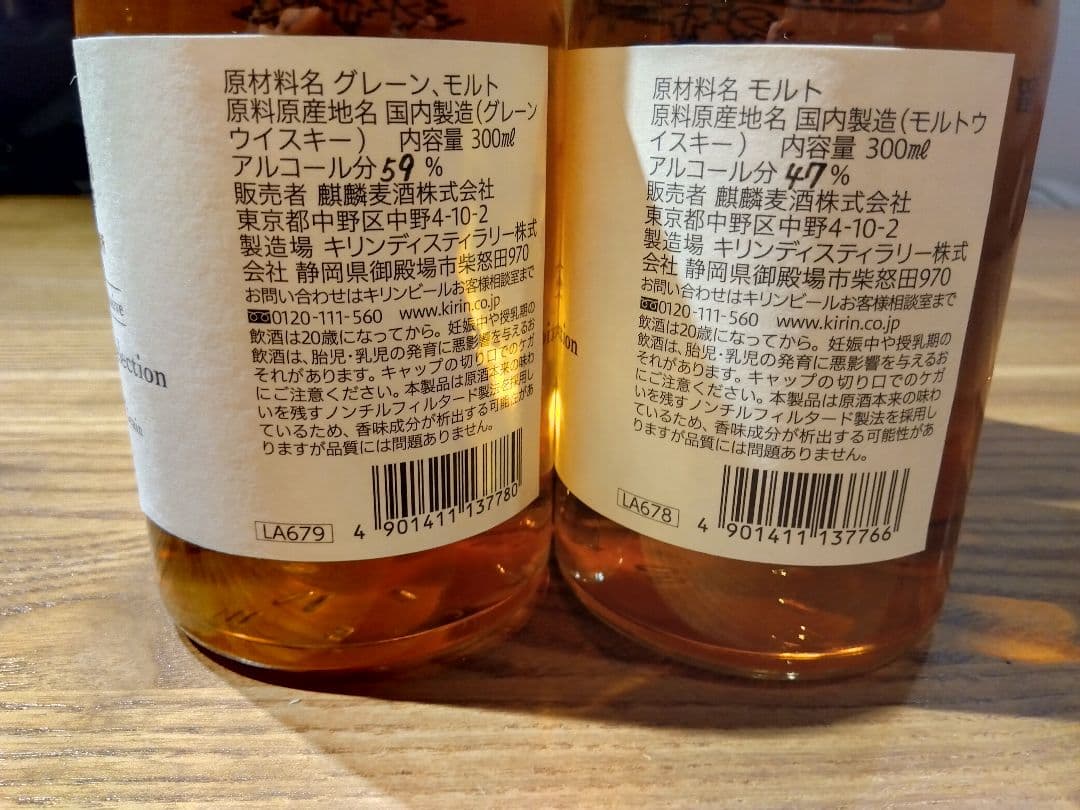 原材料名 グレーン、モルト
原料原産地名 国内製造(グレーン
ウイスキー) 内容量 300㎖
アルコール分 59 %
販売者 麒麟麦酒株式会社
東京都中野区中野4-10-2
製造場 キリンディスティラリー株式
会社 静岡県御殿場市柴怒田970
お問い合わせはキリンビールお客様相談室まで
0120-111-560 www.kirin.co.jp
飲酒は20歳になってから。妊娠中や授乳期の
飲酒は、胎児・乳児の発育に悪影響を与えるお
それがあります。キャップの切り口でのケガ
にご注意ください。本製品は原酒本来の味わ
いを残すノンチルフィルタード製法を採用し
ているため、香味成分が析出する可能性があ
りますが品質には問題ありません。
LA679
4 901411 137780
原材料名 モルト
原料原産地名 国内製造(モルトウ
イスキー) 内容量 300㎖
アルコール分 47 %
販売者 麒麟麦酒株式会社
東京都中野区中野4-10-2
製造場 キリンディスティラリー株式
会社 静岡県御殿場市柴怒田970
お問い合わせはキリンビールお客様相談室まで
0120-111-560 www.kirin.co.jp
飲酒は20歳になってから。妊娠中や授乳期の
飲酒は、胎児・乳児の発育に悪影響を与えるお
それがあります。キャップの切り口でのケガ
にご注意ください。本製品は原酒本来の味わ
いを残すノンチルフィルタード製法を採用し
ているため、香味成分が析出する可能性があ
りますが品質には問題ありません。
LA678
4 901411 137766